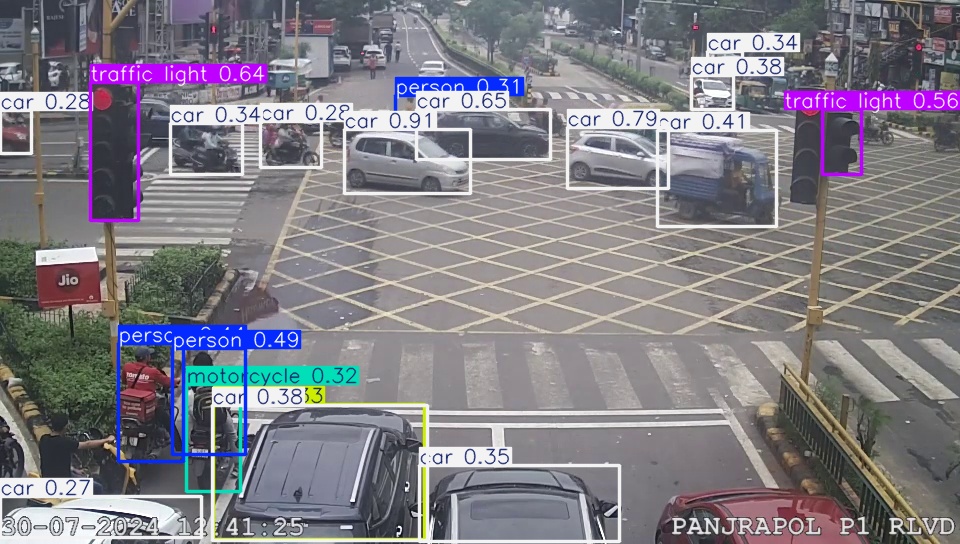 car 0.34
car 0.38
traffic light 0.64
person 0.31
traffic light 0.56
car 0.28
car 0.65
car 0.34
car 0.28
car 0.91
car 0.79
car 0.41
Jio
person 0.49
zomato
motorcycle 0.32
car 0.38
car 0.35
car 0.27
30-07-2024 12:41:25
PANJRAPOL P1 RLVD